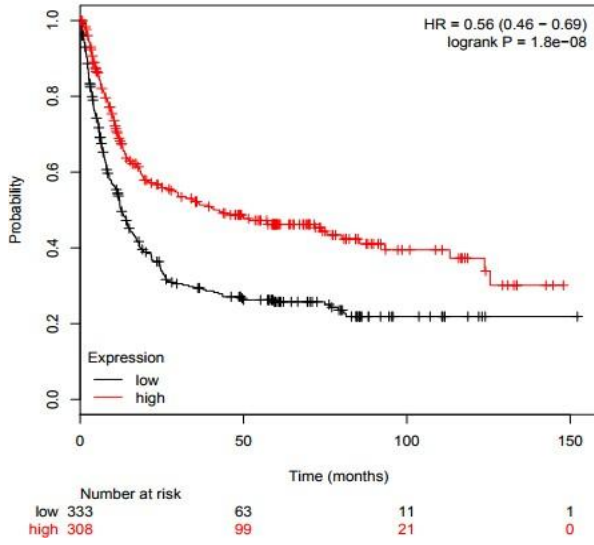 HR = 0.56 (0.46 − 0.69)
logrank P = 1.8e−08
1.0
0.8
0.6
0.4
0.2
0.0
Probability
Expression
low
high
0 50 100 150
Time (months)
Number at risk
low 333 63 11 1
high 308 99 21 0